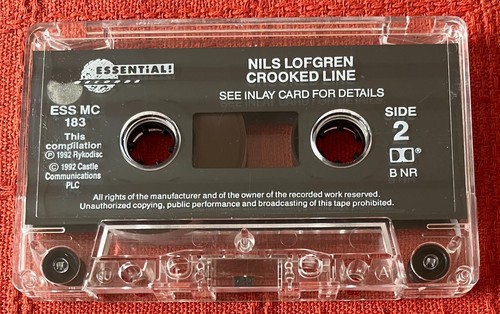 ESSENTiAL!
RECORDS
NILS LOFGREN
CROOKED LINE
SEE INLAY CARD FOR DETAILS
ESS MC
183
This
compilation
Ⓟ 1992 Rykodisc
© 1992 Castle
Communications
PLC
SIDE
2
B NR
All rights of the manufacturer and of the owner of the recorded work reserved.
Unauthorized copying, public performance and broadcasting of this tape prohibited.
A